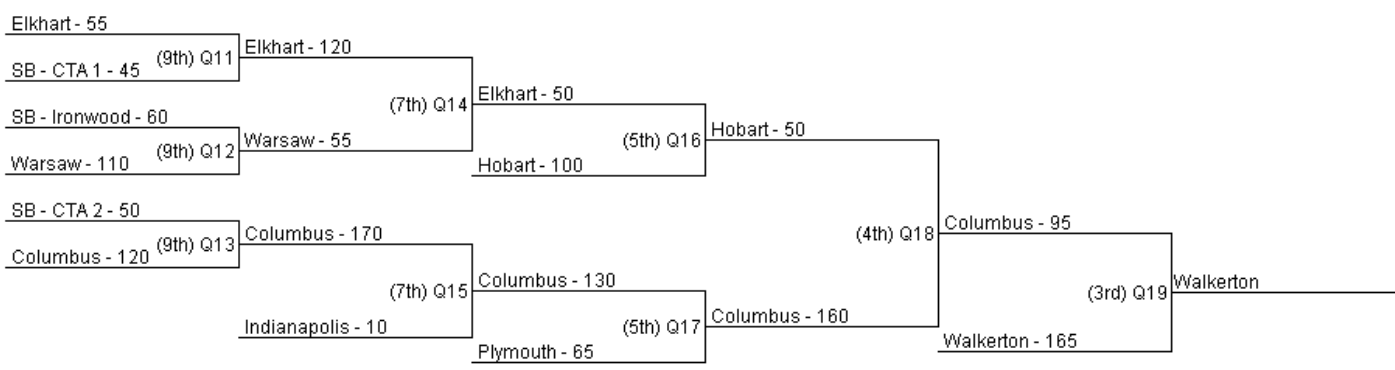 Elkhart - 55
(9th) Q11
SB - CTA 1 - 45
Elkhart - 120
SB - Ironwood - 60
(9th) Q12
Warsaw - 110
Warsaw - 55
(7th) Q14
Elkhart - 50
Hobart - 100
(5th) Q16
Hobart - 50
SB - CTA 2 - 50
(9th) Q13
Columbus - 120
Columbus - 170
Indianapolis - 10
(7th) Q15
Columbus - 130
Plymouth - 65
(5th) Q17
Columbus - 160
(4th) Q18
Columbus - 95
Walkerton - 165
(3rd) Q19
Walkerton